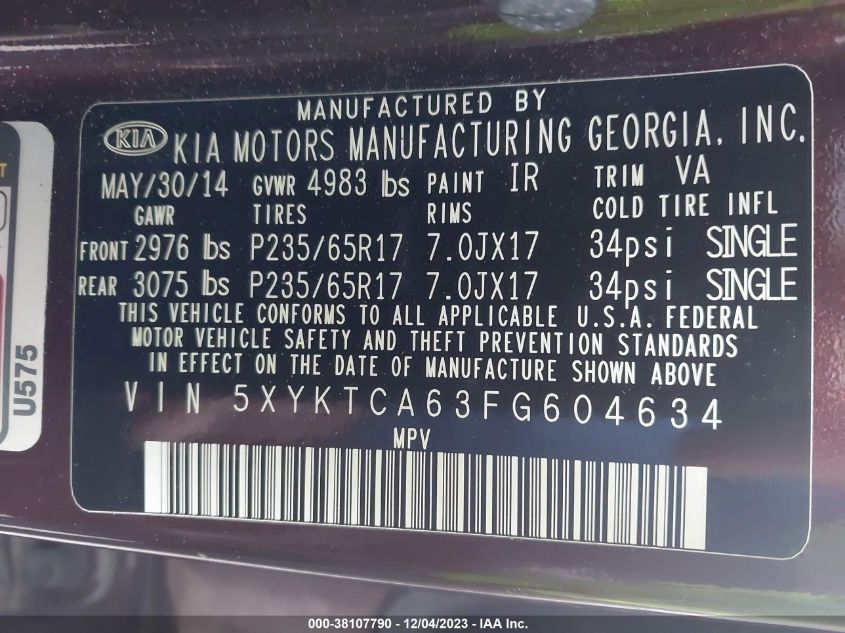 MANUFACTURED BY
KIA KIA MOTORS MANUFACTURING GEORGIA, INC.
MAY/30/14 GVWR 4983 lbs PAINT IR TRIM VA
GAWR TIRES RIMS COLD TIRE INFL
FRONT 2976 lbs P235/65R17 7.0JX17 34psi SINGLE
REAR 3075 lbs P235/65R17 7.0JX17 34psi SINGLE
THIS VEHICLE CONFORMS TO ALL APPLICABLE U.S.A. FEDERAL
MOTOR VEHICLE SAFETY AND THEFT PREVENTION STANDARDS
IN EFFECT ON THE DATE OF MANUFACTURE SHOWN ABOVE
VIN 5XYKTCA63FG604634
MPV
U575
000-38107790 - 12/04/2023 - IAA Inc.